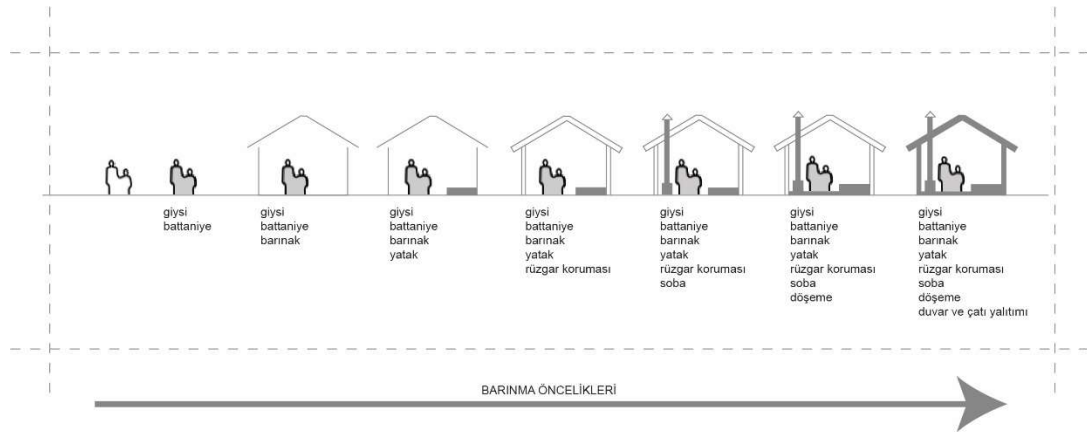 giysi
battaniye
giysi
battaniye
barınak
giysi
battaniye
barınak
yatak
giysi
battaniye
barınak
yatak
rüzgar koruması
giysi
battaniye
barınak
yatak
rüzgar koruması
soba
giysi
battaniye
barınak
yatak
rüzgar koruması
soba
döşeme
giysi
battaniye
barınak
yatak
rüzgar koruması
soba
döşeme
duvar ve çatı yalıtımı
BARINMA ÖNCELİKLERİ